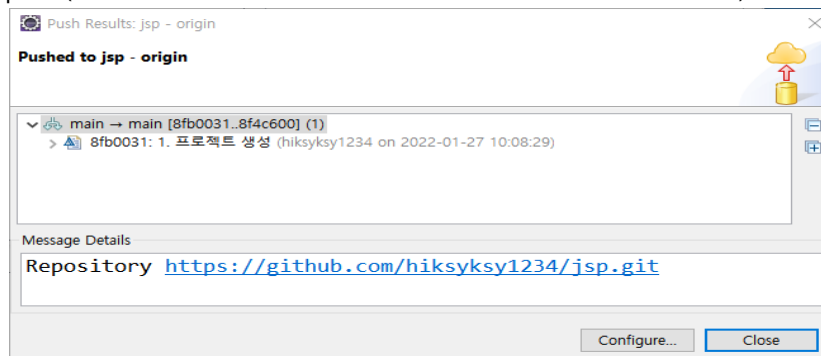 Push Results: jsp - origin
Pushed to jsp - origin
main → main [8fb0031..8f4c600] (1)
8fb0031: 1. 프로젝트 생성 (hiksyksy1234 on 2022-01-27 10:08:29)
Message Details
Repository https://github.com/hiksyksy1234/jsp.git
Configure...
Close